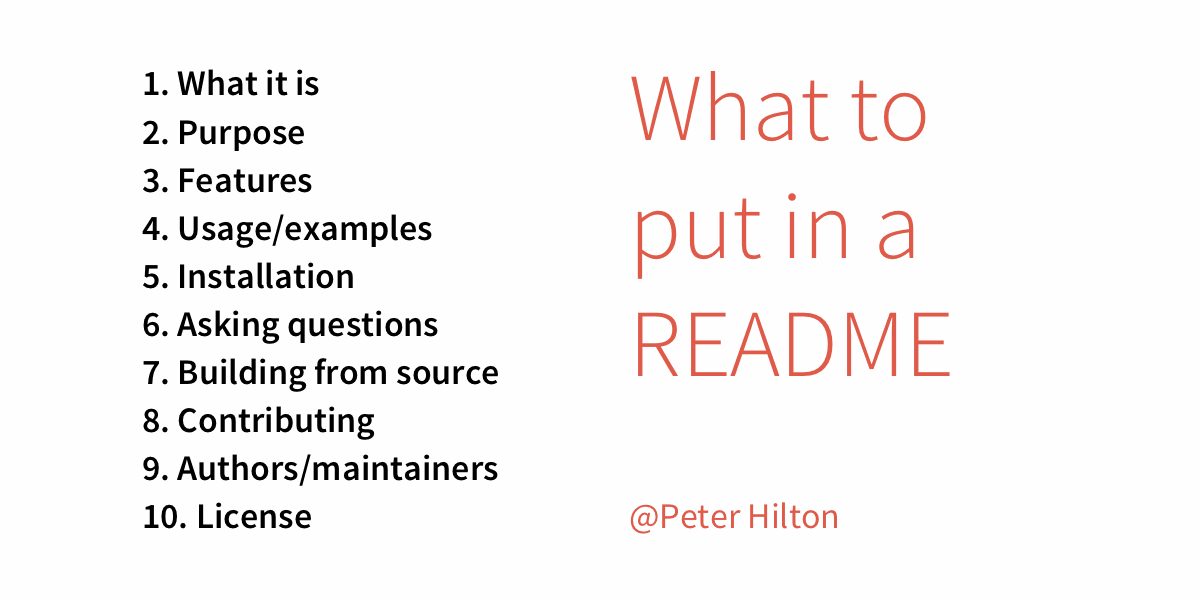 1. What it is
2. Purpose
3. Features
4. Usage/examples
5. Installation
6. Asking questions
7. Building from source
8. Contributing
9. Authors/maintainers
10. License
What to
put in a
README
@Peter Hilton